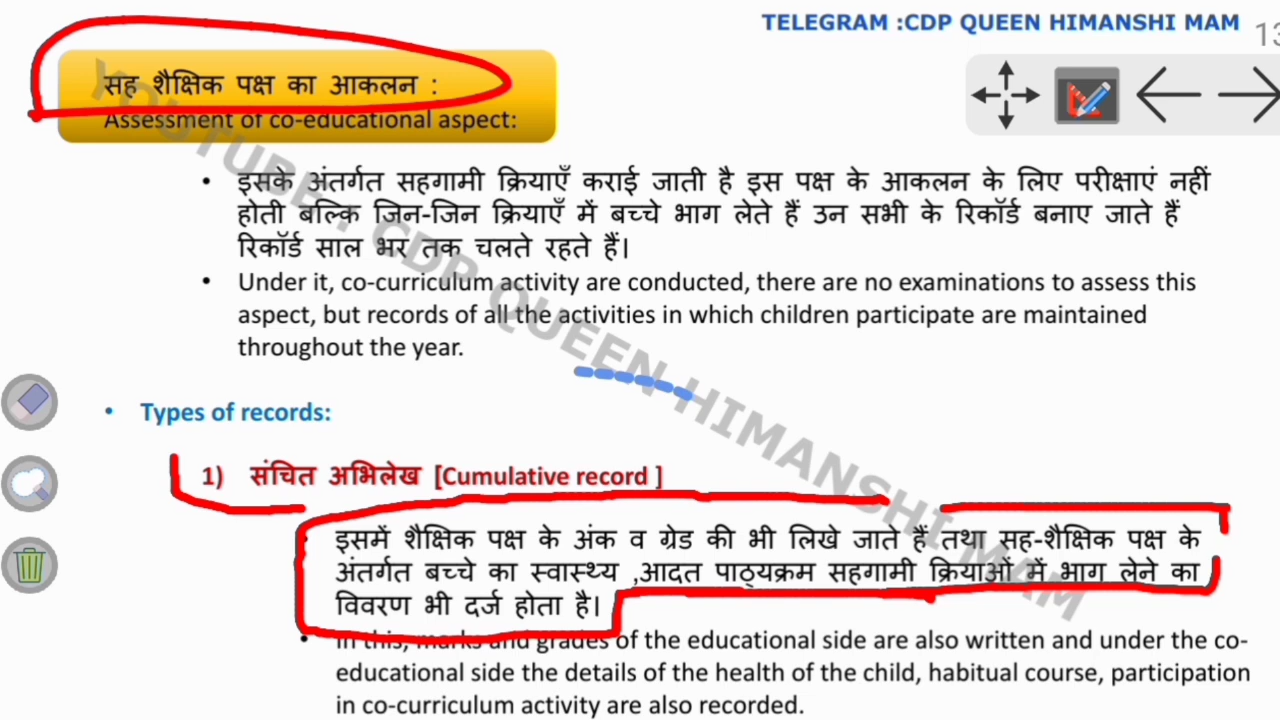 TELEGRAM :CDP QUEEN HIMANSHI MAM
13
सह शैक्षिक पक्ष का आकलन :
Assessment of co-educational aspect:
• इसके अंतर्गत सहगामी क्रियाएँ कराई जाती है इस पक्ष के आकलन के लिए परीक्षाएं नहीं
होती बल्कि जिन-जिन क्रियाएँ में बच्चे भाग लेते हैं उन सभी के रिकॉर्ड बनाए जाते हैं
रिकॉर्ड साल भर तक चलते रहते हैं।
• Under it, co-curriculum activity are conducted, there are no examinations to assess this
aspect, but records of all the activities in which children participate are maintained
throughout the year.
• Types of records:
1) संचित अभिलेख [Cumulative record ]
इसमें शैक्षिक पक्ष के अंक व ग्रेड की भी लिखे जाते हैं तथा सह-शैक्षिक पक्ष के
अंतर्गत बच्चे का स्वास्थ्य ,आदत पाठ्यक्रम सहगामी क्रियाओं में भाग लेने का
विवरण भी दर्ज होता है।
• In this, marks and grades of the educational side are also written and under the co-
educational side the details of the health of the child, habitual course, participation
in co-curriculum activity are also recorded.
YOUTUBE: CDP QUEEN HIMANSHI MAM